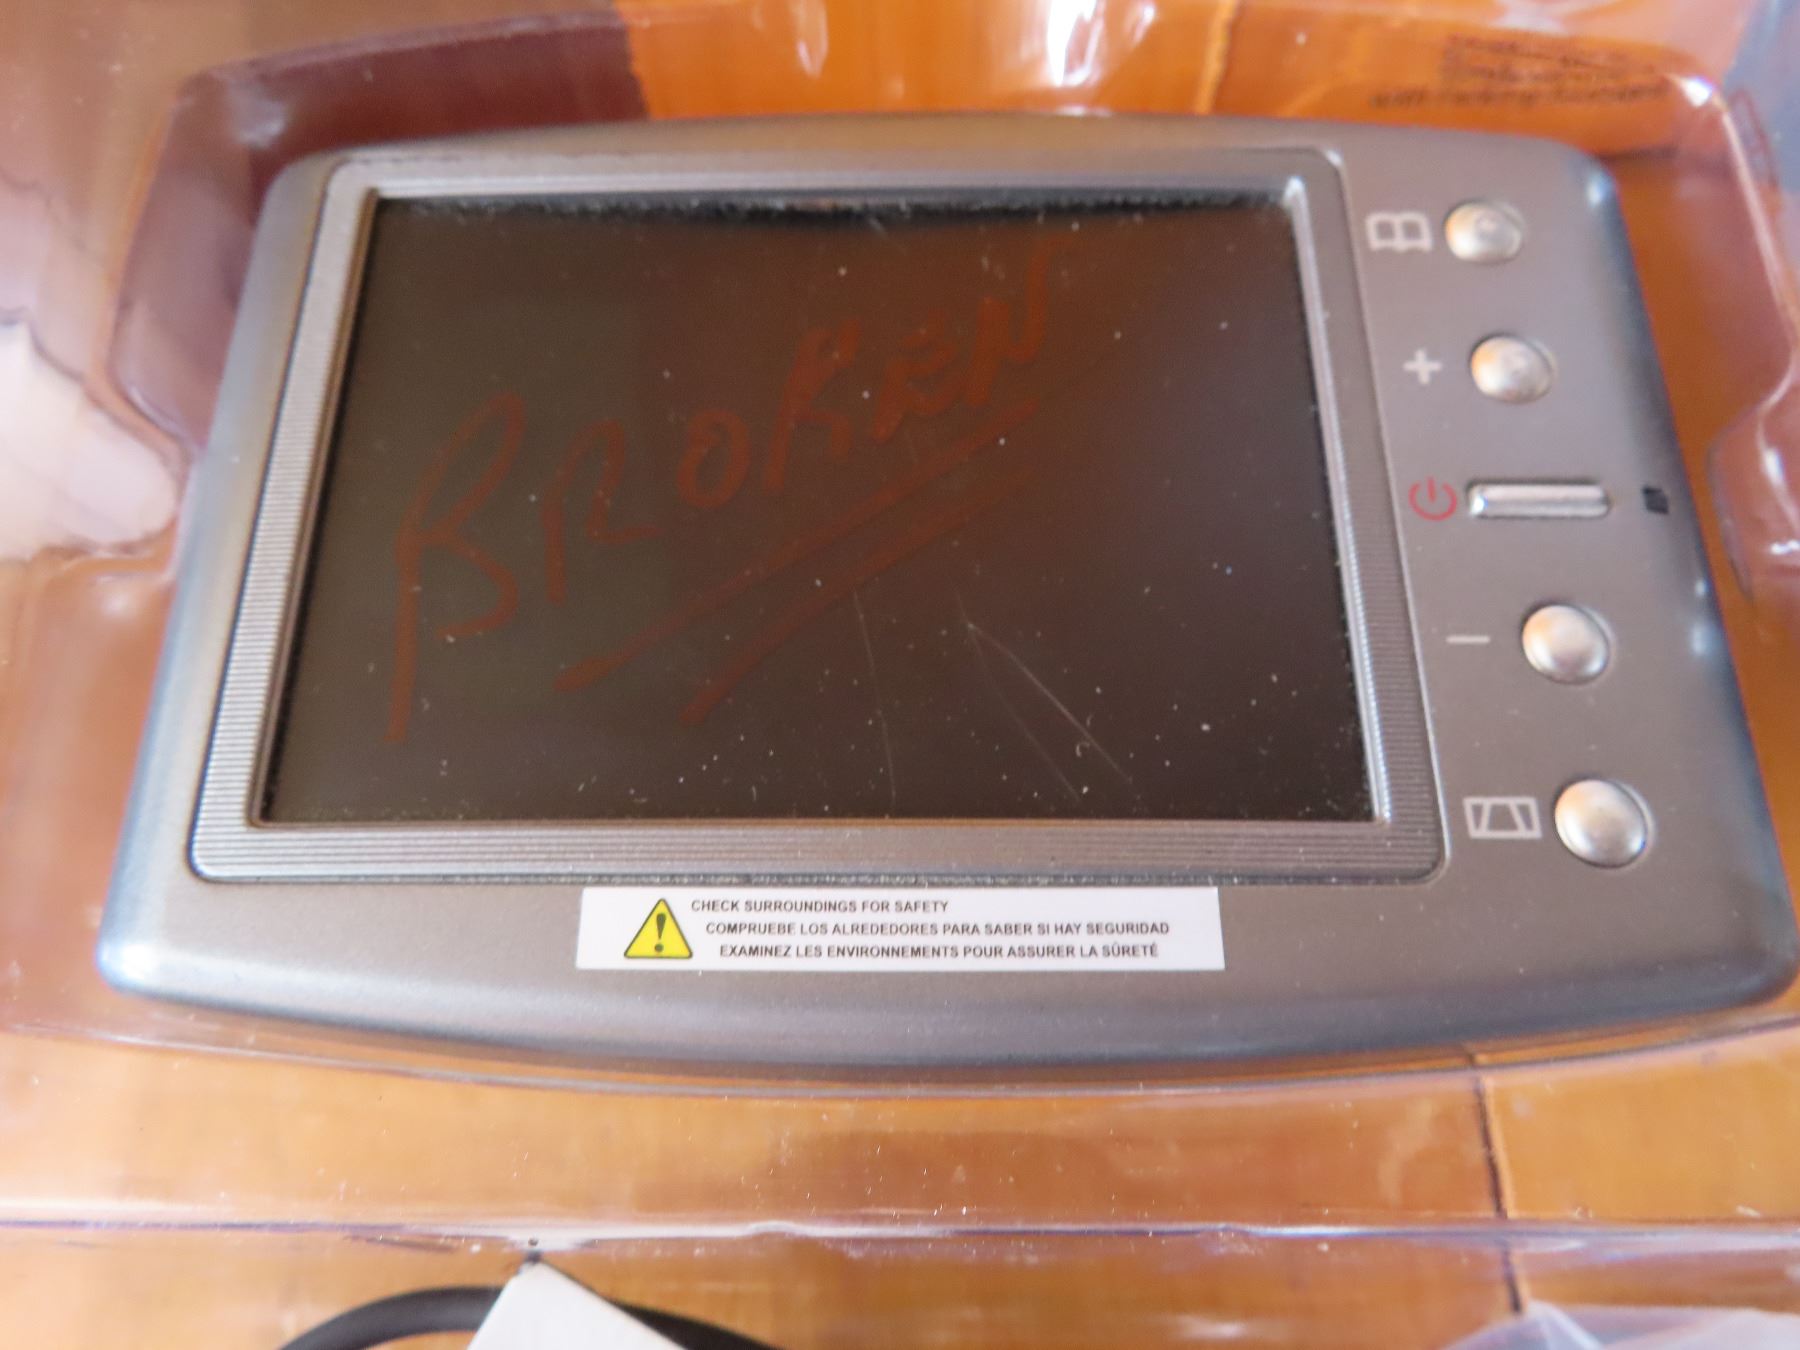 BROKEN
CHECK SURROUNDINGS FOR SAFETY
COMPRUEBE LOS ALREDEDORES PARA SABER SI HAY SEGURIDAD
EXAMINEZ LES ENVIRONNEMENTS POUR ASSURER LA SÛRETÉ